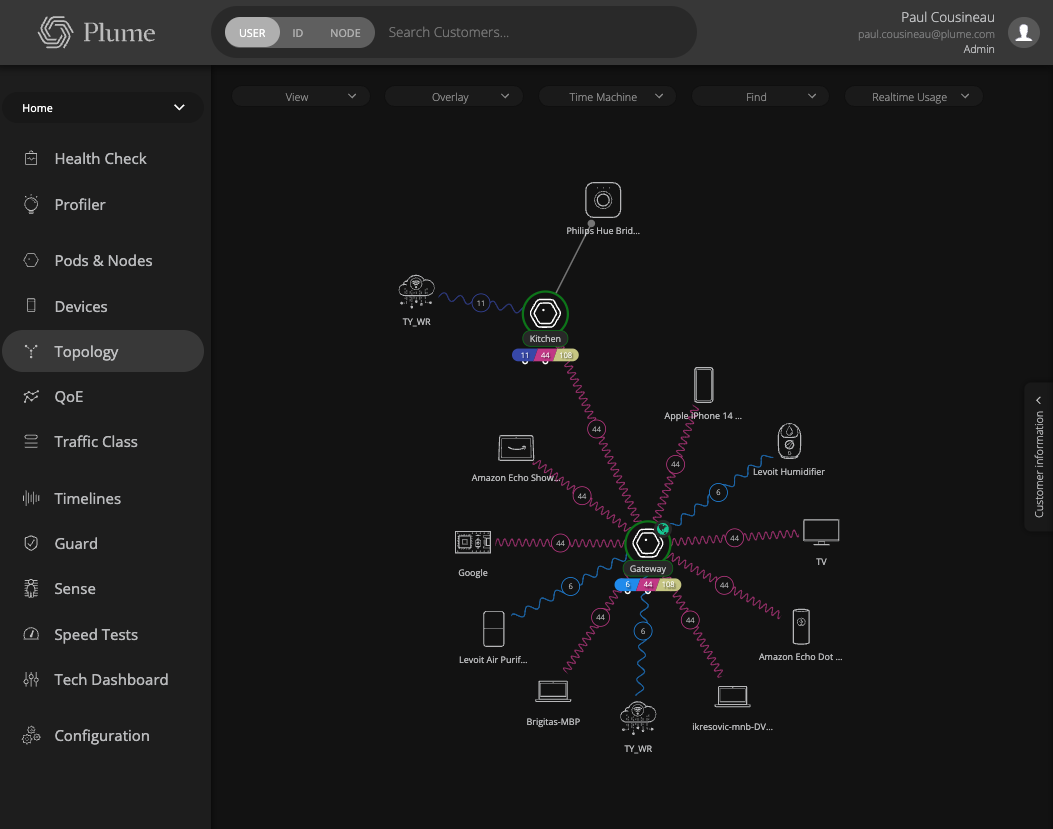 Plume
USER ID NODE Search Customers...
Paul Cousineau
paul.cousineau@plume.com
Admin
Home
Health Check
Profiler
Pods & Nodes
Devices
Topology
QoE
Traffic Class
Timelines
Guard
Sense
Speed Tests
Tech Dashboard
Configuration
View Overlay Time Machine Find Realtime Usage
Philips Hue Brid...
11
TY_WR
Kitchen
11 44 108
Apple iPhone 14 ...
44
44
Levoit Humidifier
Amazon Echo Show...
6
44
44
44
TV
Google
Gateway
6 44 108
6
44
44
6
44
Amazon Echo Dot ...
Levoit Air Purif...
Brigitas-MBP
ikresovic-mnb-DV...
TY_WR
Customer information